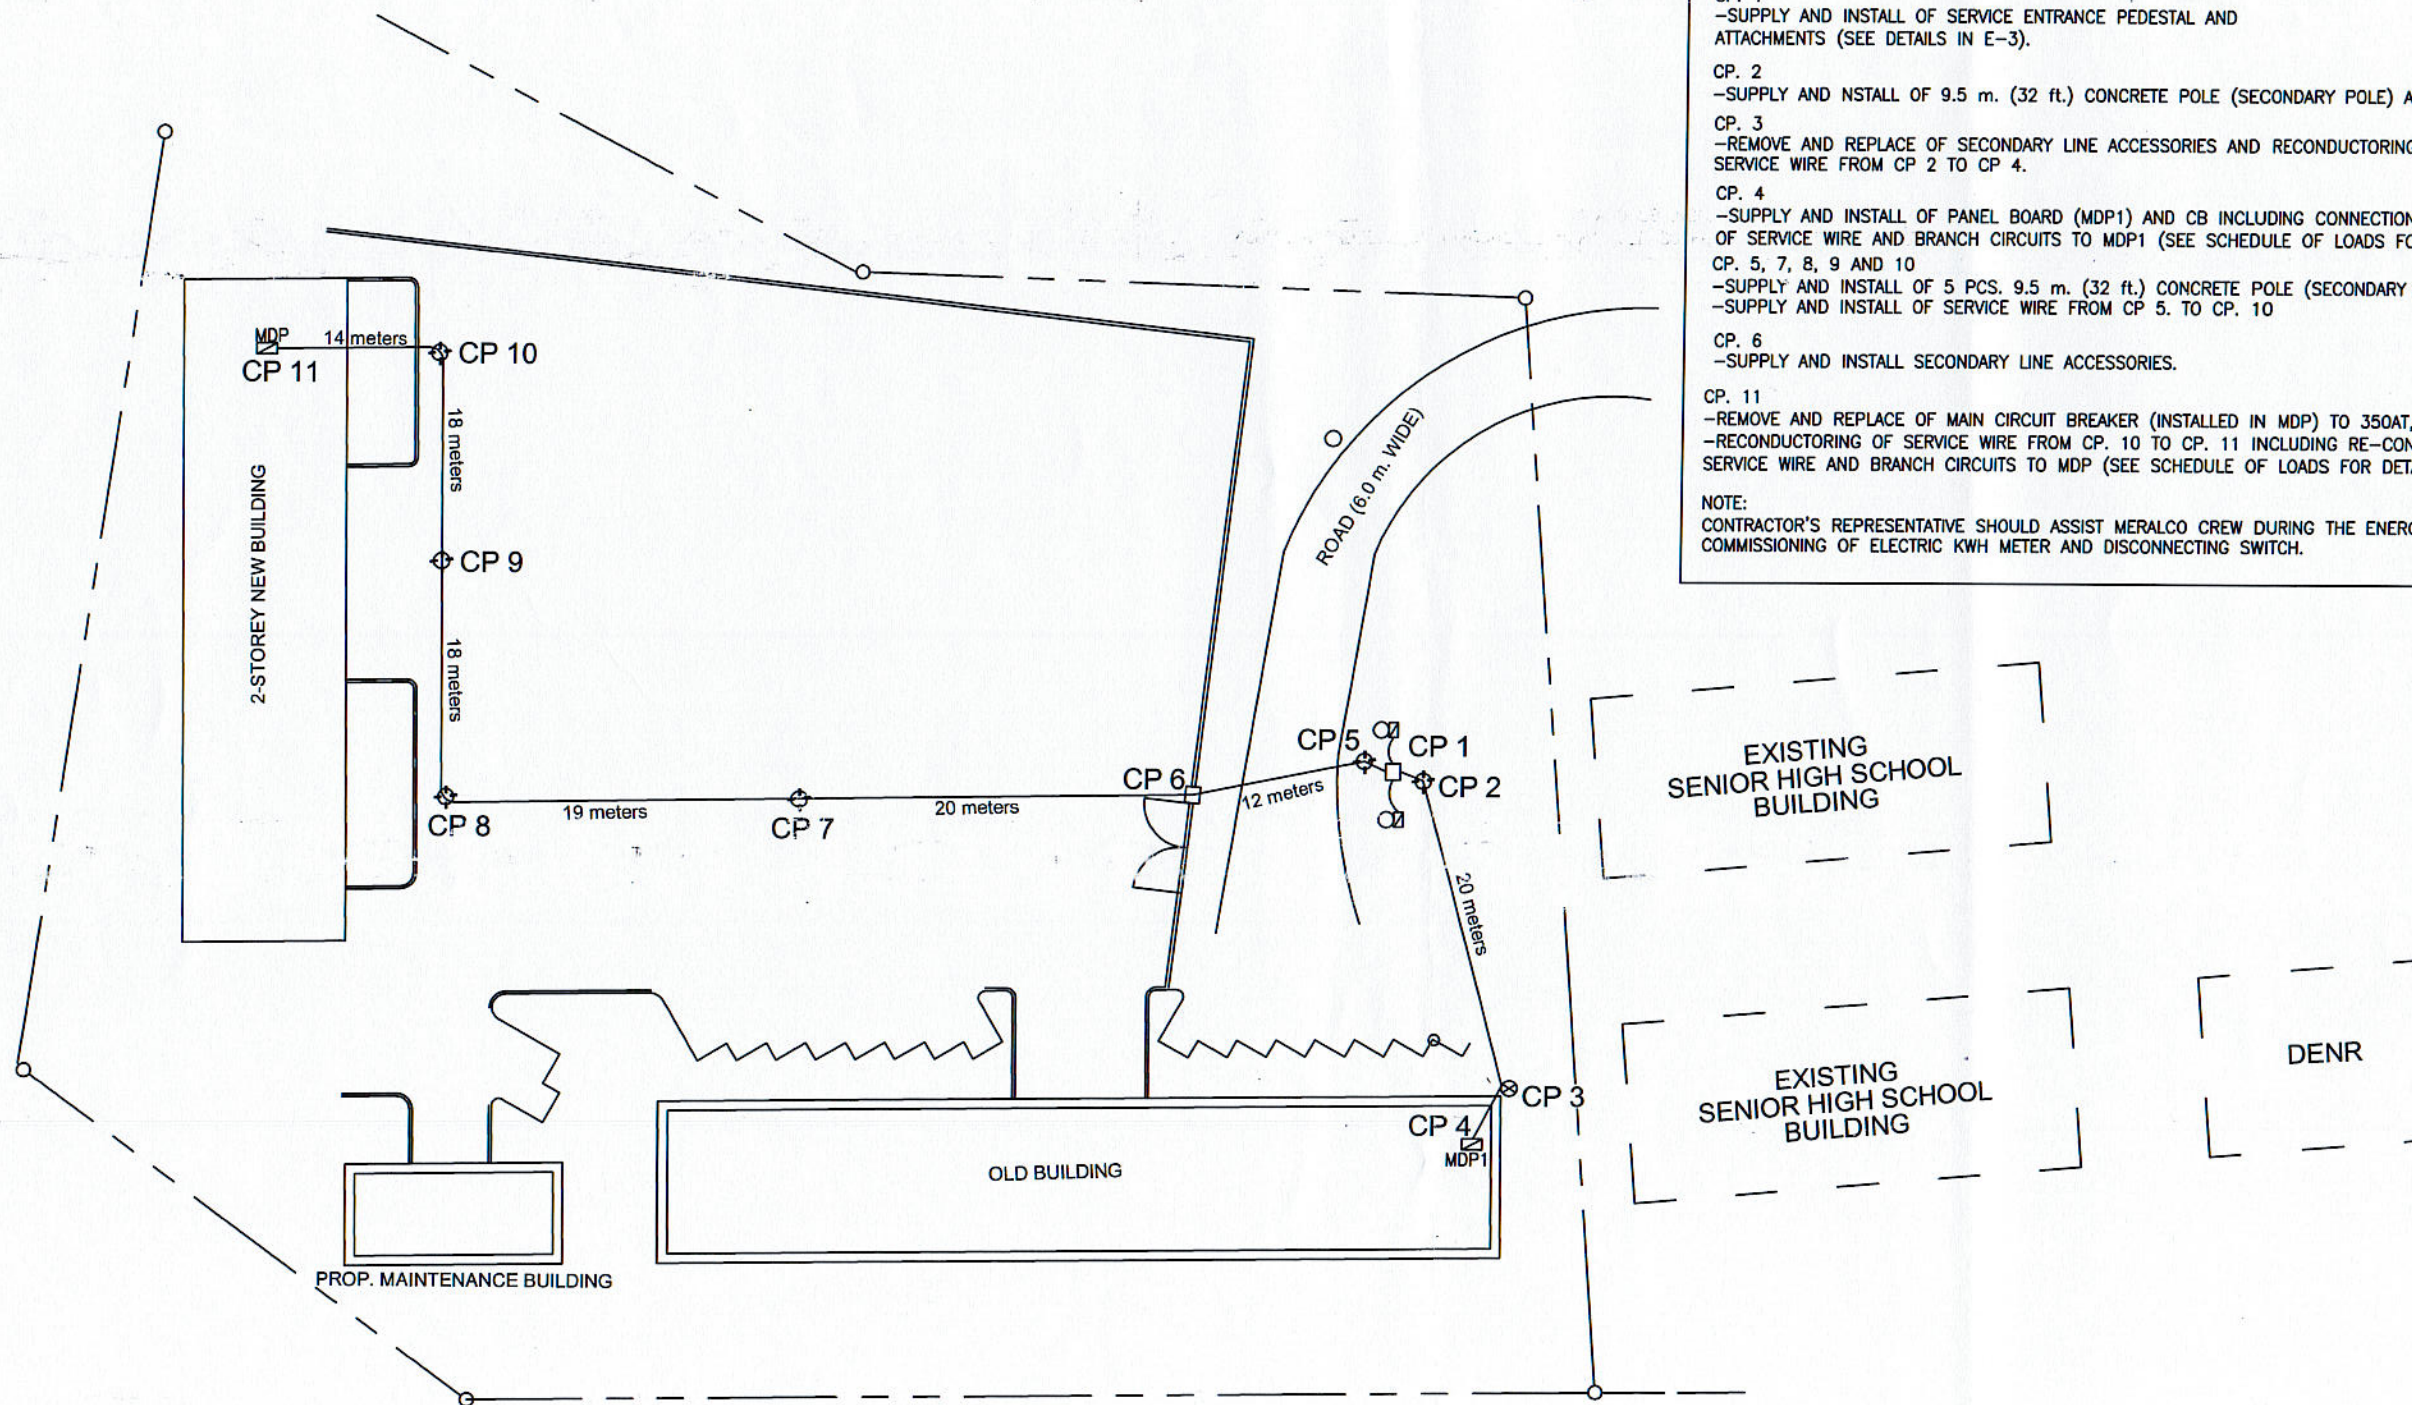 -SUPPLY AND INSTALL OF SERVICE ENTRANCE PEDESTAL AND
ATTACHMENTS (SEE DETAILS IN E-3).
CP. 2
-SUPPLY AND NSTALL OF 9.5 m. (32 ft.) CONCRETE POLE (SECONDARY POLE)
CP. 3
-REMOVE AND REPLACE OF SECONDARY LINE ACCESSORIES AND RECONDUCTORING
SERVICE WIRE FROM CP 2 TO CP 4.
CP. 4
-SUPPLY AND INSTALL OF PANEL BOARD (MDP1) AND CB INCLUDING CONNECTION
OF SERVICE WIRE AND BRANCH CIRCUITS TO MDP1 (SEE SCHEDULE OF LOADS
CP. 5, 7, 8, 9 AND 10
-SUPPLY AND INSTALL OF 5 PCS. 9.5 m. (32 ft.) CONCRETE POLE (SECONDARY
-SUPPLY AND INSTALL OF SERVICE WIRE FROM CP 5. TO CP. 10
CP. 6
-SUPPLY AND INSTALL SECONDARY LINE ACCESSORIES.
CP. 11
-REMOVE AND REPLACE OF MAIN CIRCUIT BREAKER (INSTALLED IN MDP) TO 350AT,
-RECONDUCTORING OF SERVICE WIRE FROM CP. 10 TO CP. 11 INCLUDING
SERVICE WIRE AND BRANCH CIRCUITS TO MDP (SEE SCHEDULE OF LOADS FOR
NOTE:
CONTRACTOR'S REPRESENTATIVE SHOULD ASSIST MERALCO CREW DURING THE
COMMISSIONING OF ELECTRIC KWH METER AND DISCONNECTING SWITCH.
MDP
14 meters
CP 10
CP 11
18 meters
2-STOREY NEW BUILDING
CP 9
18 meters
CP 8
19 meters
CP 7
20 meters
CP 6
12 meters
ROAD (6.0 m. WIDE)
CP 5
CP 1
CP 2
20 meters
CP 3
CP 4
MDP1
OLD BUILDING
PROP. MAINTENANCE BUILDING
EXISTING
SENIOR HIGH SCHOOL
BUILDING
EXISTING
SENIOR HIGH SCHOOL
BUILDING
DENR